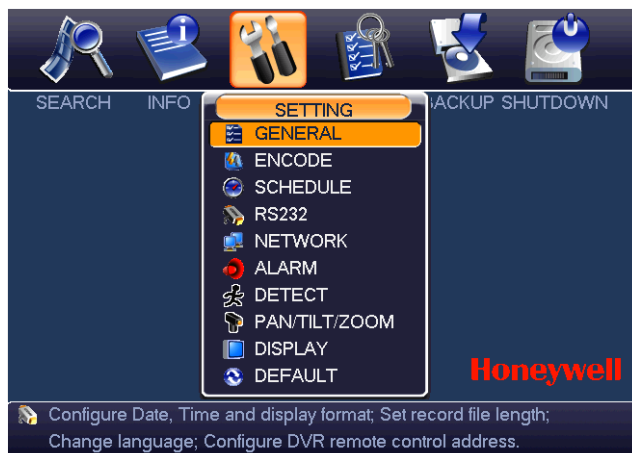 SEARCH INFO SETTING ACKUP SHUTDOWN
GENERAL
ENCODE
SCHEDULE
RS232
NETWORK
ALARM
DETECT
PAN/TILT/ZOOM
DISPLAY
DEFAULT
Honeywell
Configure Date, Time and display format; Set record file length;
Change language; Configure DVR remote control address.